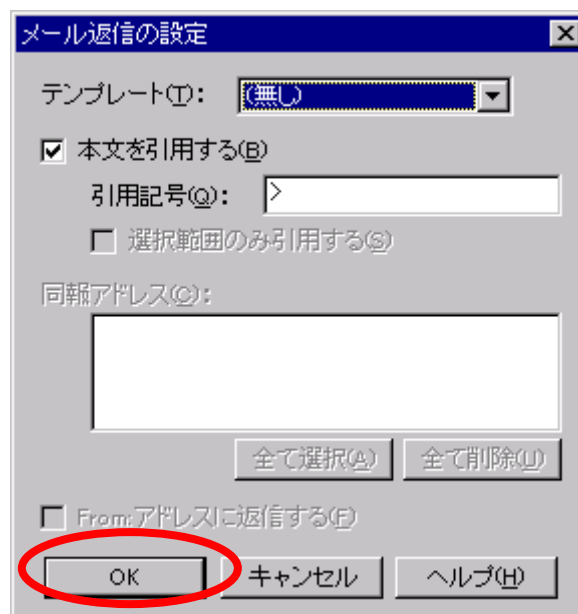 メール返信の設定
テンプレート(T): (無し)
本文を引用する(B)
引用記号(Q): >
選択範囲のみ引用する(S)
同報アドレス(C):
全て選択(A) 全て削除(U)
From:アドレスに返信する(F)
OK キャンセル ヘルプ(H)